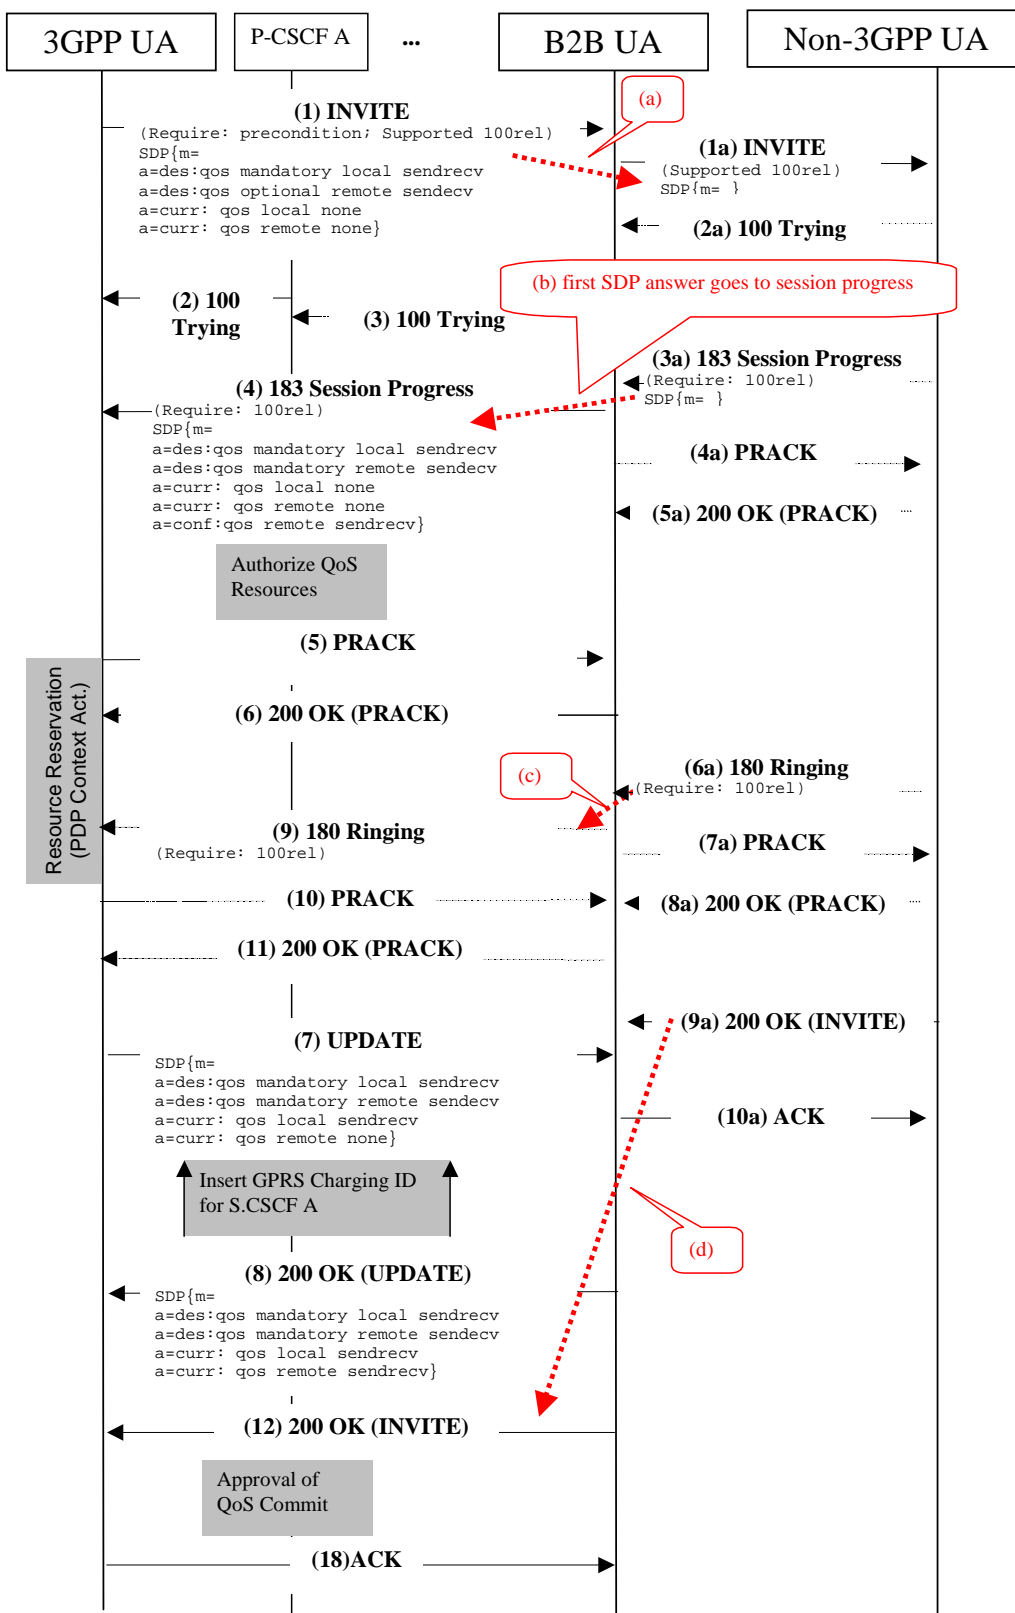 3GPP UA
P-CSCF A
...
B2B UA
Non-3GPP UA
(a)
(1) INVITE
(Require: precondition; Supported 100rel)
SDP{m=
a=des:qos mandatory local sendrecv
a=des:qos optional remote sendecv
a=curr: qos local none
a=curr: qos remote none}
(1a) INVITE
(Supported 100rel)
SDP{m= }
(2a) 100 Trying
(b) first SDP answer goes to session progress
(2) 100
Trying
(3) 100 Trying
(3a) 183 Session Progress
(Require: 100rel)
SDP{m= }
(4) 183 Session Progress
(Require: 100rel)
SDP{m=
a=des:qos mandatory local sendrecv
a=des:qos mandatory remote sendecv
a=curr: qos local none
a=curr: qos remote none
a=conf:qos remote sendrecv}
(4a) PRACK
(5a) 200 OK (PRACK)
Authorize QoS
Resources
(5) PRACK
Resource Reservation
(PDP Context Act.)
(6) 200 OK (PRACK)
(c)
(6a) 180 Ringing
(Require: 100rel)
(9) 180 Ringing
(Require: 100rel)
(7a) PRACK
(10) PRACK
(8a) 200 OK (PRACK)
(11) 200 OK (PRACK)
(9a) 200 OK (INVITE)
(7) UPDATE
SDP{m=
a=des:qos mandatory local sendrecv
a=des:qos mandatory remote sendecv
a=curr: qos local sendrecv
a=curr: qos remote none}
(10a) ACK
Insert GPRS Charging ID
for S.CSCF A
(d)
(8) 200 OK (UPDATE)
SDP{m=
a=des:qos mandatory local sendrecv
a=des:qos mandatory remote sendecv
a=curr: qos local sendrecv
a=curr: qos remote sendrecv}
(12) 200 OK (INVITE)
Approval of
QoS Commit
(18)ACK